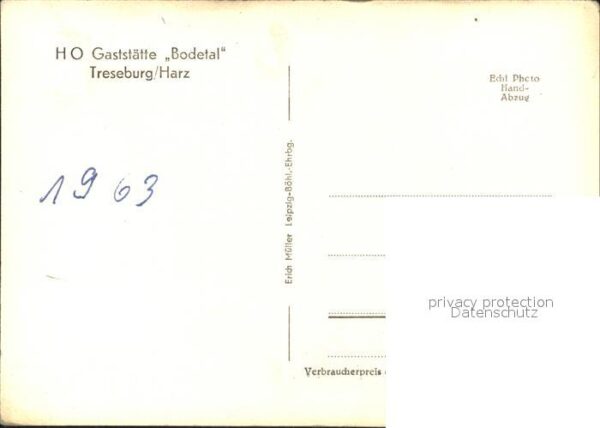 H O Gaststätte „Bodetal“
Treseburg/Harz
1963
Erich Müller Leipzig-Böhl.-Ehrbg.
Echt Photo
Hand-
Abzug
Verbraucherpreis
privacy protection
Datenschutz